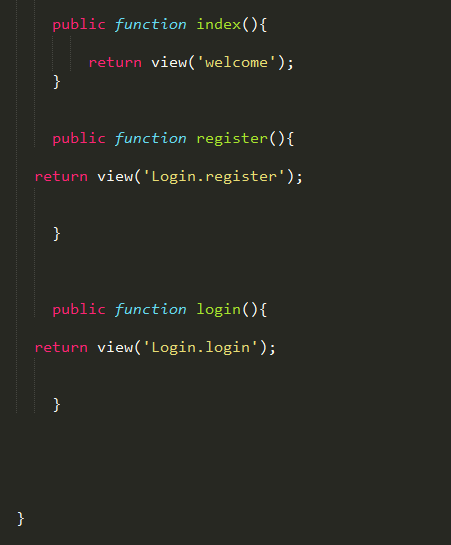 public function index(){
return view('welcome');
}
public function register(){
return view('Login.register');
}
public function login(){
return view('Login.login');
}
}